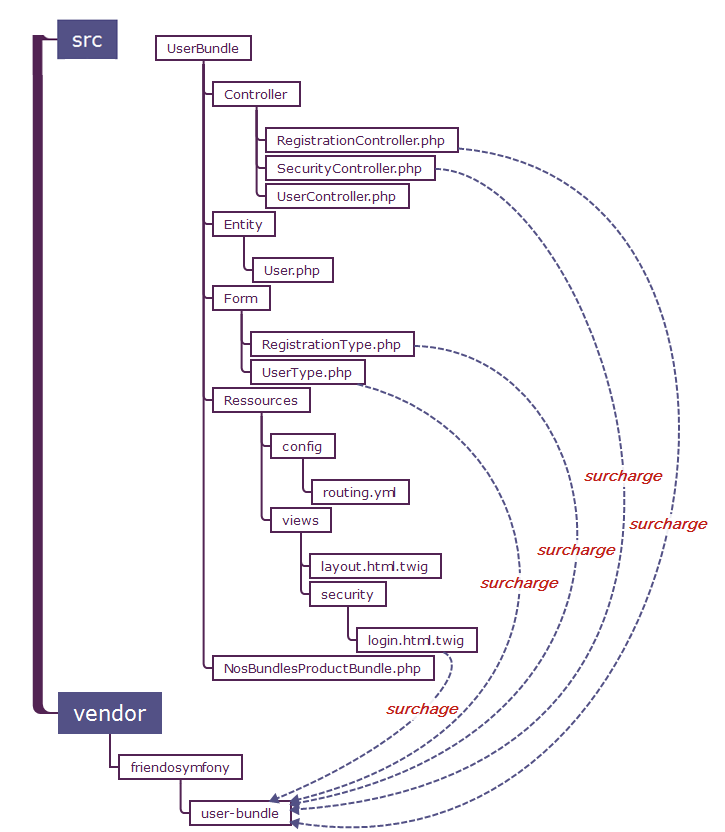 src
UserBundle
Controller
RegistrationController.php
SecurityController.php
UserController.php
Entity
User.php
Form
RegistrationType.php
UserType.php
Ressources
config
surcharge
routing.yml
views
surcharge
surcharge
layout.html.twig
surcharge
security
login.html.twig
NosBundlesProductBundle.php
surchage
vendor
friendosymfony
user-bundle